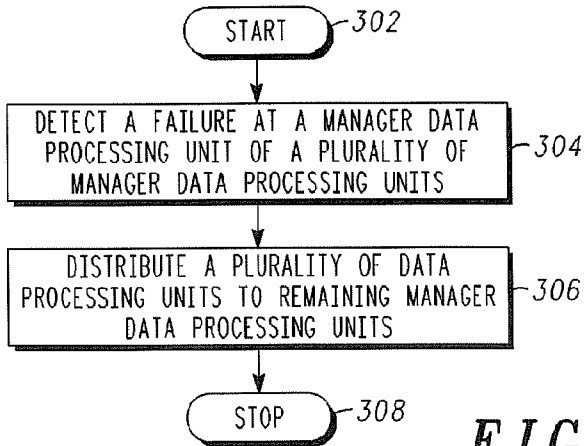 START
302
DETECT A FAILURE AT A MANAGER DATA
PROCESSING UNIT OF A PLURALITY OF
MANAGER DATA PROCESSING UNITS
304
DISTRIBUTE A PLURALITY OF DATA
PROCESSING UNITS TO REMAINING MANAGER
DATA PROCESSING UNITS
306
STOP
308
FIG